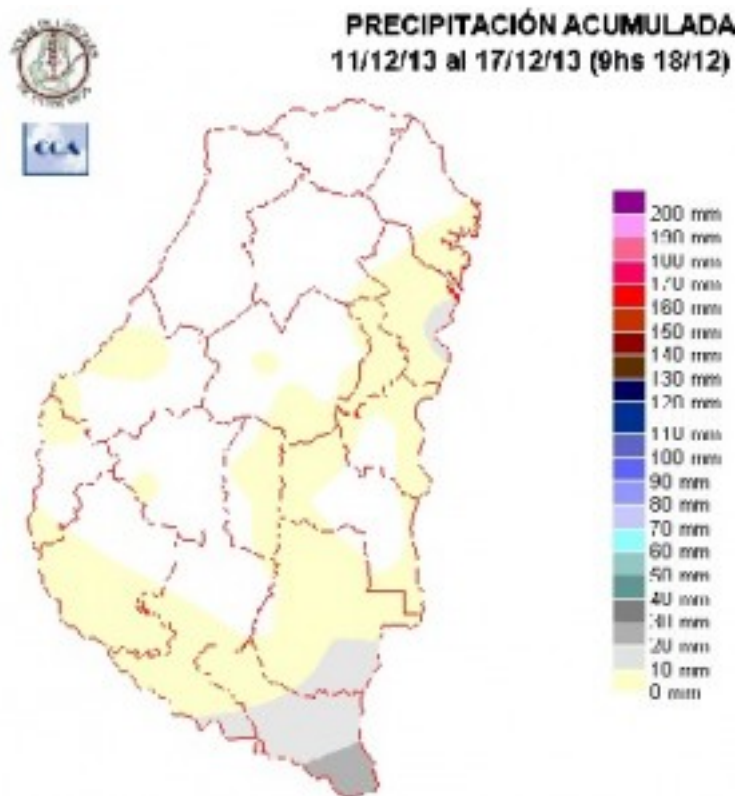 PRECIPITACIÓN ACUMULADA
11/12/13 al 17/12/13 (9hs 18/12)
CCA
200 mm
190 mm
180 mm
170 mm
160 mm
150 mm
140 mm
130 mm
120 mm
110 mm
100 mm
90 mm
80 mm
70 mm
60 mm
50 mm
40 mm
30 mm
20 mm
10 mm
0 mm